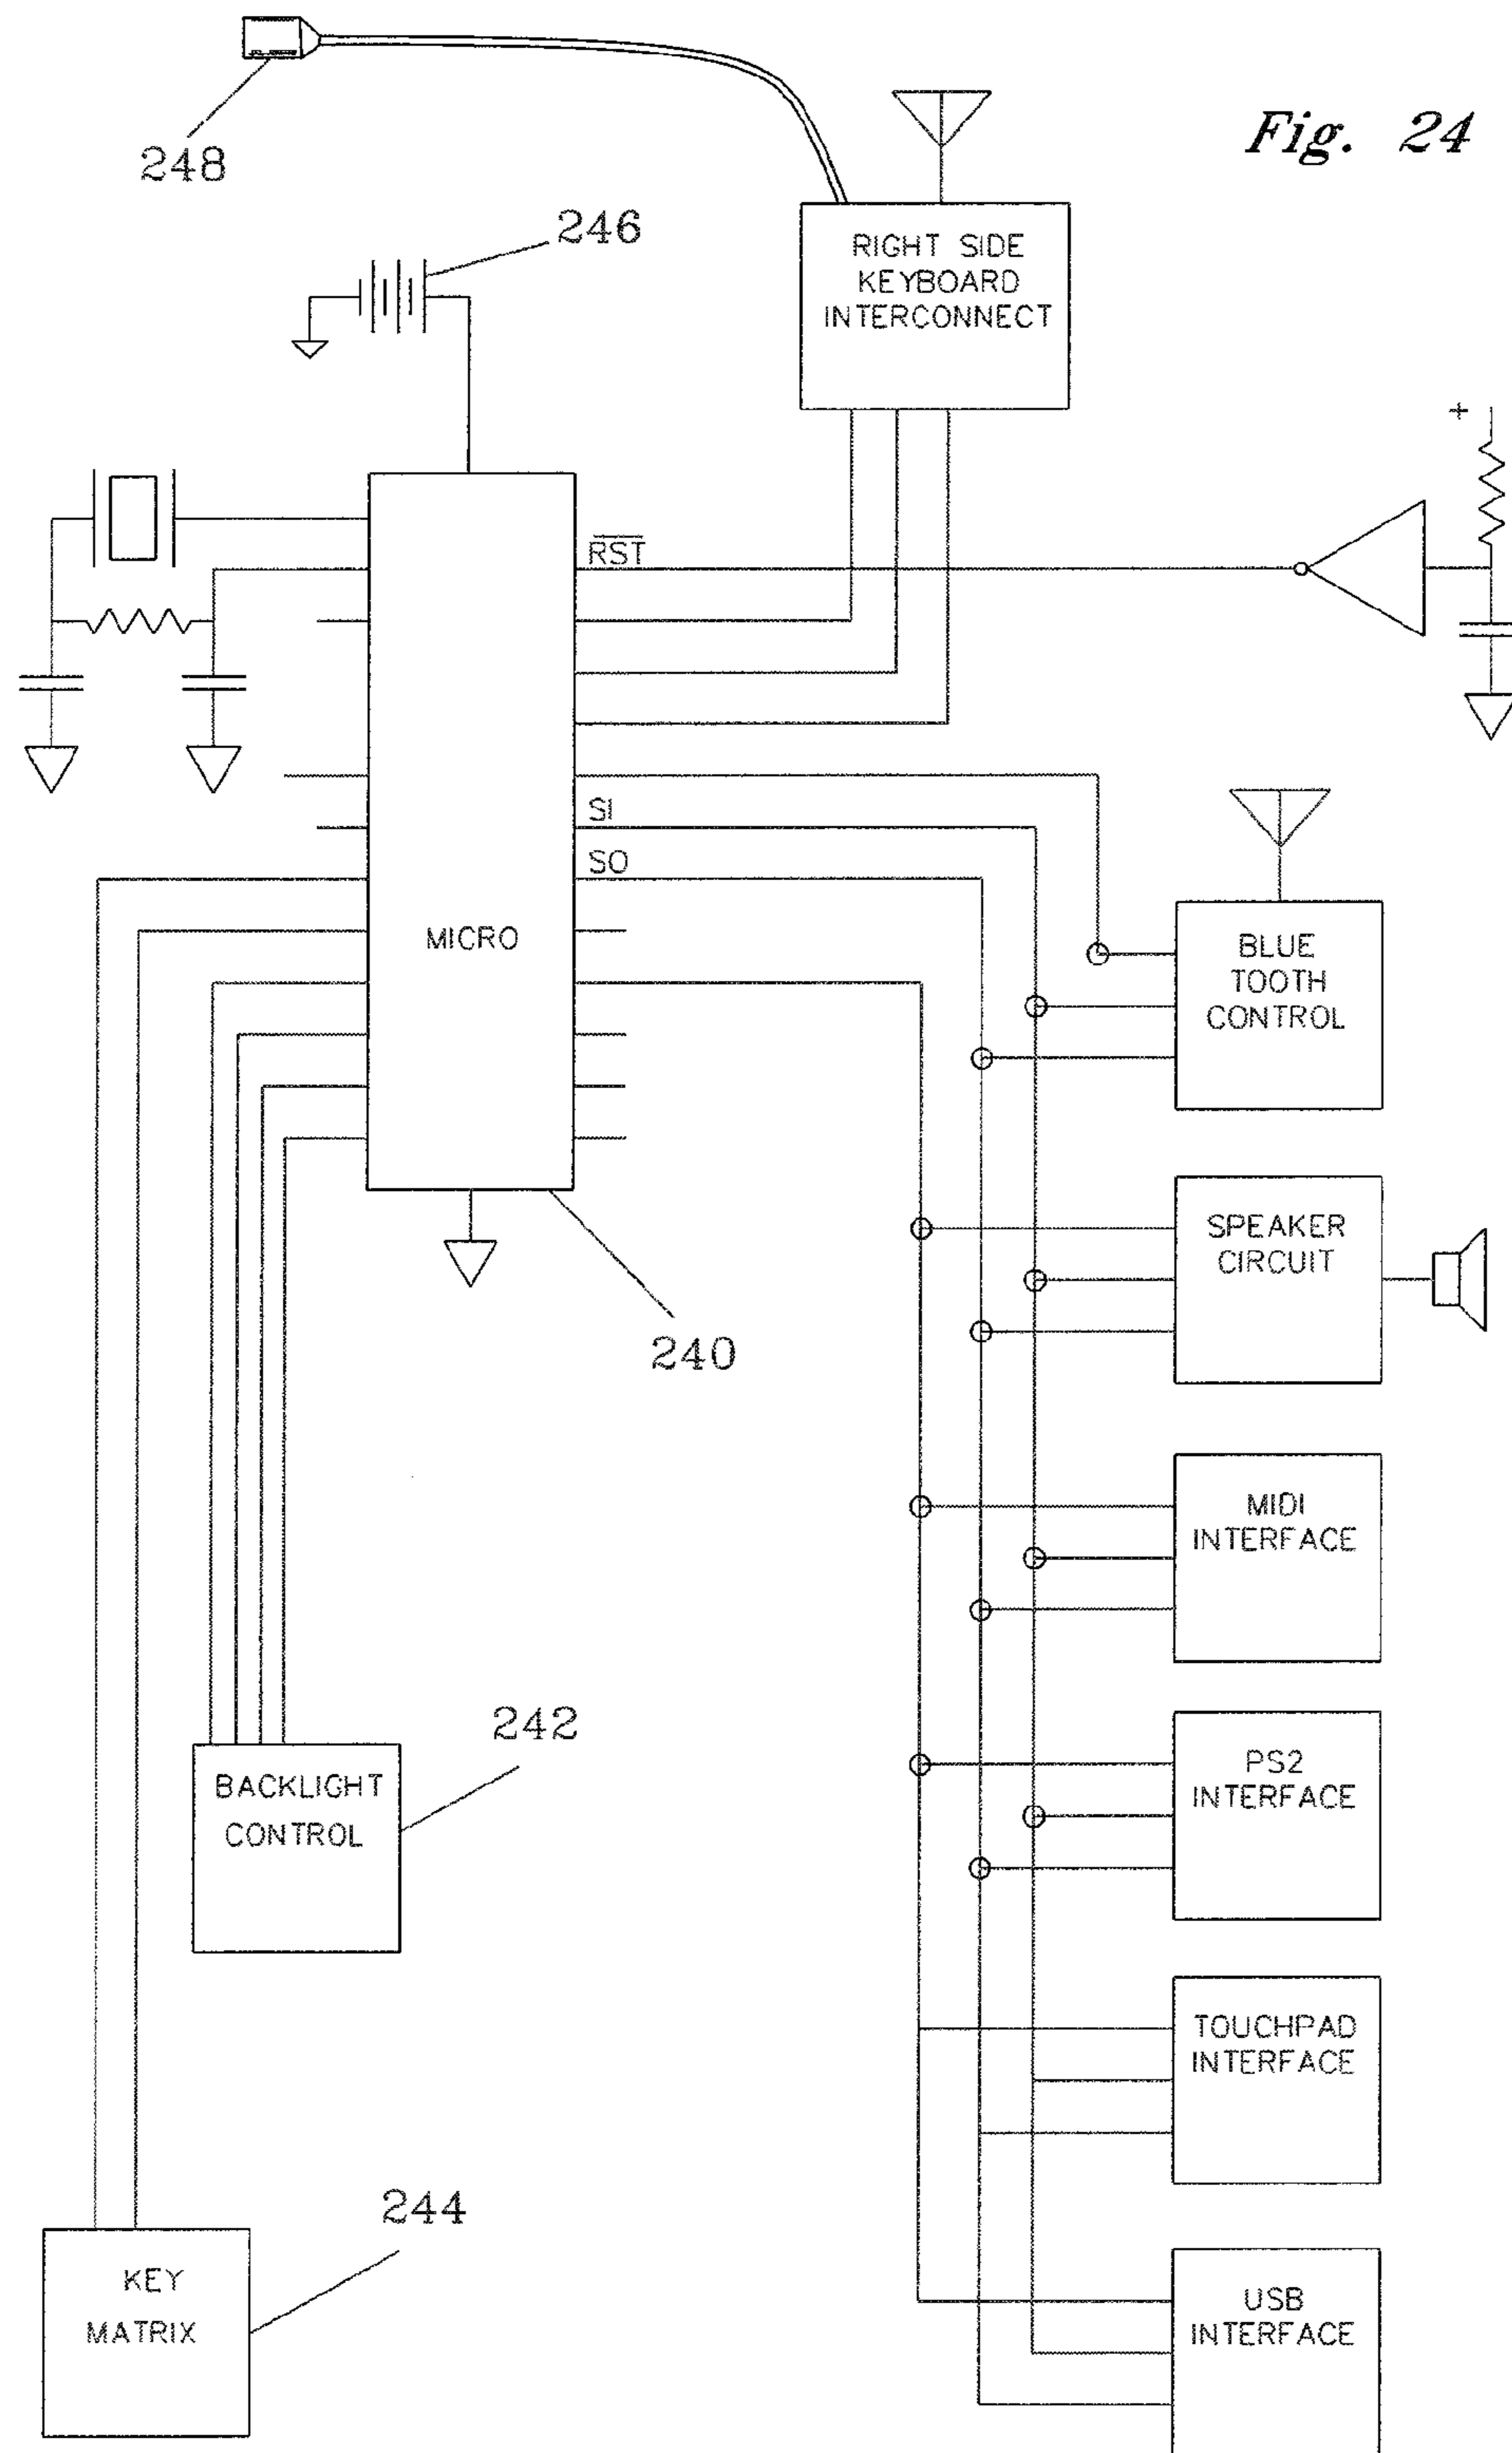 Fig. 24
248
246
RIGHT SIDE
KEYBOARD
INTERCONNECT
+
RST
SI
SO
MICRO
BLUE
TOOTH
CONTROL
SPEAKER
CIRCUIT
240
MIDI
INTERFACE
242
BACKLIGHT
CONTROL
PS2
INTERFACE
TOUCHPAD
INTERFACE
244
KEY
MATRIX
USB
INTERFACE